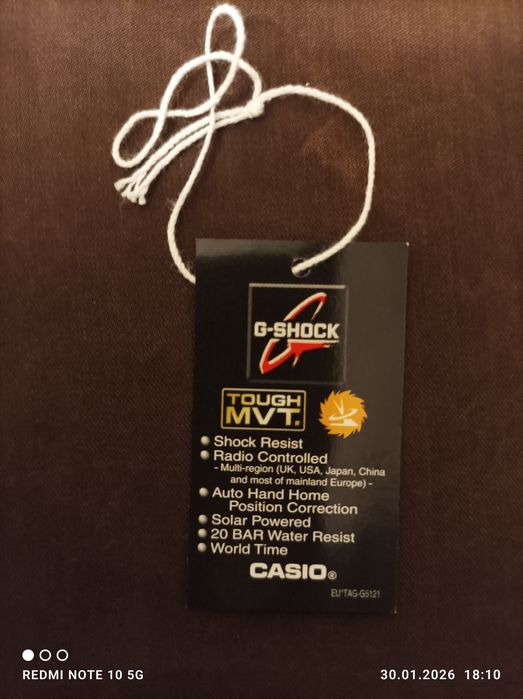 G-SHOCK
TOUGH
MVT.
Shock Resist
Radio Controlled
- Multi-region (UK, USA, Japan, China
and most of mainland Europe) -
Auto Hand Home
Position Correction
Solar Powered
20 BAR Water Resist
World Time
CASIO®
EU'TAG-G5121
REDMI NOTE 10 5G
30.01.2026 18:10